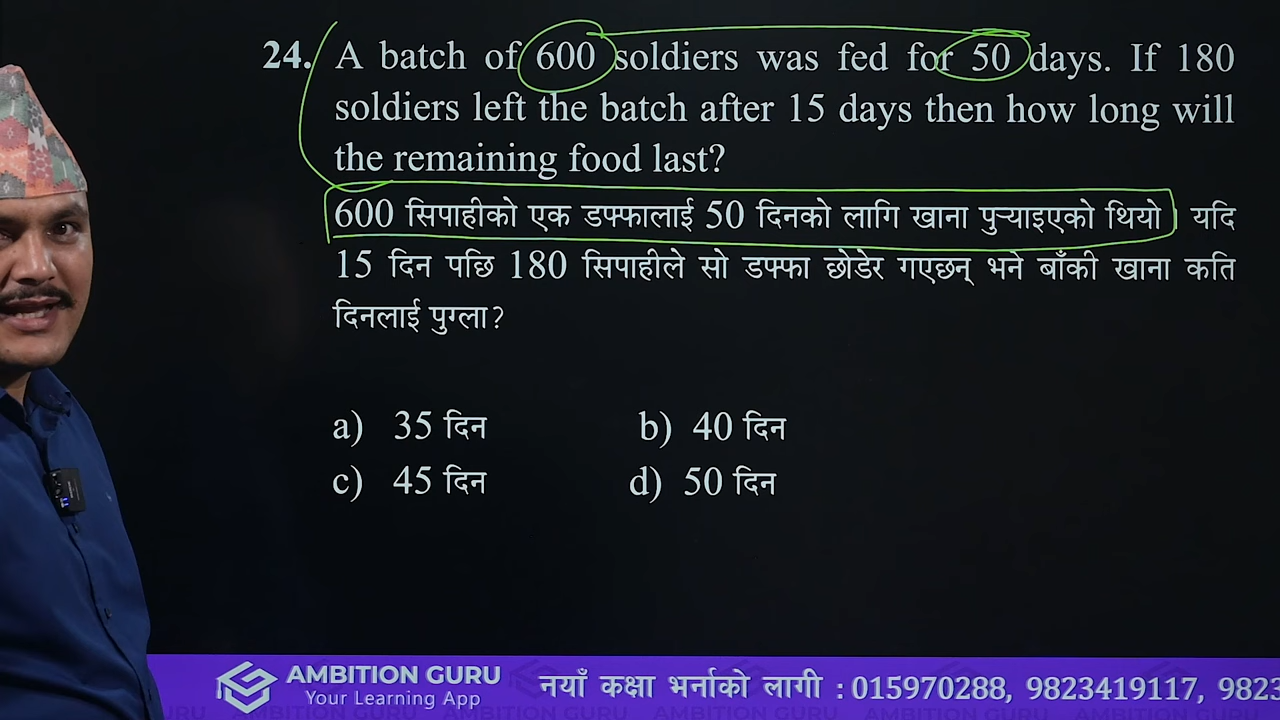 24. A batch of 600 soldiers was fed for 50 days. If 180
soldiers left the batch after 15 days then how long will
the remaining food last?
600 सिपाहीको एक डफ्फालाई 50 दिनको लागि खाना पुऱ्याइएको थियो। यदि
15 दिन पछि 180 सिपाहीले सो डफ्फा छोडेर गएछन् भने बाँकी खाना कति
दिनलाई पुग्ला?
a) 35 दिन b) 40 दिन
c) 45 दिन d) 50 दिन
AMBITION GURU
Your Learning App
नयाँ कक्षा भर्नाको लागी : 015970288, 9823419117, 9823